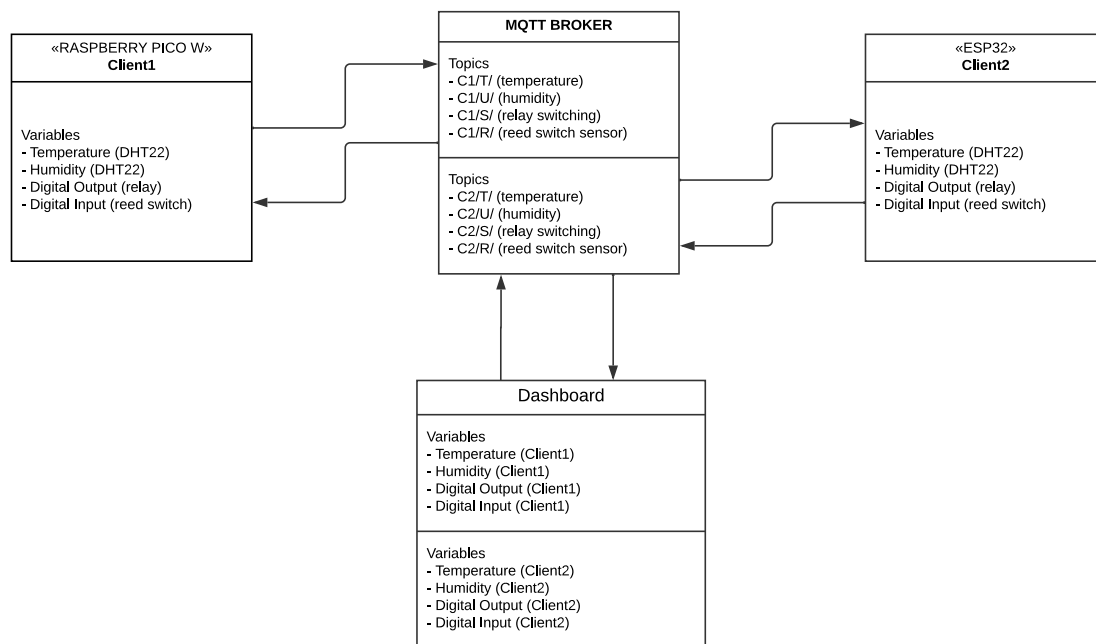 «RASPBERRY PICO W»
Client1
Variables
- Temperature (DHT22)
- Humidity (DHT22)
- Digital Output (relay)
- Digital Input (reed switch)
MQTT BROKER
Topics
- C1/T/ (temperature)
- C1/U/ (humidity)
- C1/S/ (relay switching)
- C1/R/ (reed switch sensor)
Topics
- C2/T/ (temperature)
- C2/U/ (humidity)
- C2/S/ (relay switching)
- C2/R/ (reed switch sensor)
«ESP32»
Client2
Variables
- Temperature (DHT22)
- Humidity (DHT22)
- Digital Output (relay)
- Digital Input (reed switch)
Dashboard
Variables
- Temperature (Client1)
- Humidity (Client1)
- Digital Output (Client1)
- Digital Input (Client1)
Variables
- Temperature (Client2)
- Humidity (Client2)
- Digital Output (Client2)
- Digital Input (Client2)